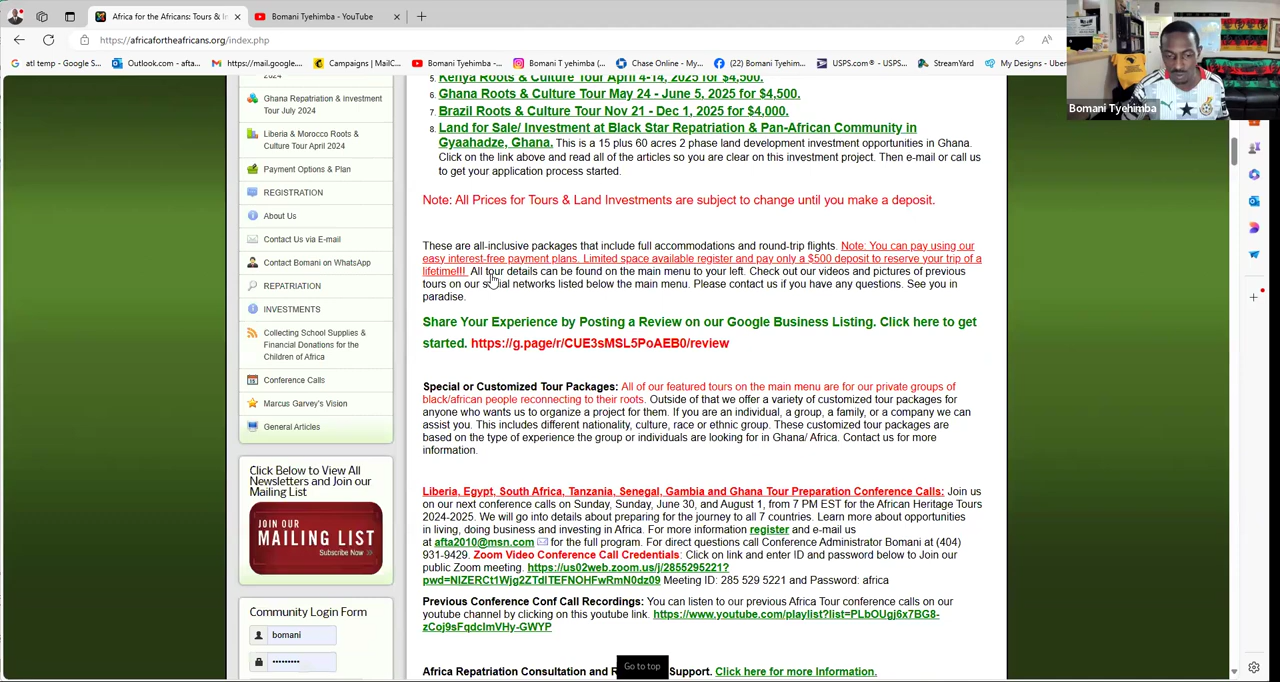 Africa for the Africans: Tours & In
Bomani Tyehimba - YouTube
https://africafortheafricans.org/index.php
atl temp - Google S...
Outlook.com - afta...
https://mail.google...
Campaigns | MailC...
Bomani Tyehimba -...
Bomani T yehimba (...
Chase Online - My...
(22) Bomani Tyehim...
USPS.com® - USPS...
StreamYard
My Designs - Uber
Bomani Tyehimba
2024
Ghana Repatriation & Investment
Tour July 2024
Liberia & Morocco Roots &
Culture Tour April 2024
Payment Options & Plan
REGISTRATION
About Us
Contact Us via E-mail
Contact Bomani on WhatsApp
REPATRIATION
INVESTMENTS
Collecting School Supplies &
Financial Donations for the
Children of Africa
Conference Calls
Marcus Garvey's Vision
General Articles
Click Below to View All
Newsletters and Join our
Mailing List
JOIN OUR
MAILING LIST
Subscribe Now >>
Community Login Form
bomani
•••••••••
5. Kenya Roots & Culture Tour April 4-14, 2025 for $4,500.
6. Ghana Roots & Culture Tour May 24 - June 5, 2025 for $4,500.
7. Brazil Roots & Culture Tour Nov 21 - Dec 1, 2025 for $4,000.
8. Land for Sale/ Investment at Black Star Repatriation & Pan-African Community in
Gyaahadze, Ghana. This is a 15 plus 60 acres 2 phase land development investment opportunities in Ghana.
Click on the link above and read all of the articles so you are clear on this investment project. Then e-mail or call us
to get your application process started.
Note: All Prices for Tours & Land Investments are subject to change until you make a deposit.
These are all-inclusive packages that include full accommodations and round-trip flights. Note: You can pay using our
easy interest-free payment plans. Limited space available register and pay only a $500 deposit to reserve your trip of a
lifetime!!! All tour details can be found on the main menu to your left. Check out our videos and pictures of previous
tours on our social networks listed below the main menu. Please contact us if you have any questions. See you in
paradise.
Share Your Experience by Posting a Review on our Google Business Listing. Click here to get
started. https://g.page/r/CUE3sMSL5PoAEB0/review
Special or Customized Tour Packages: All of our featured tours on the main menu are for our private groups of
black/african people reconnecting to their roots. Outside of that we offer a variety of customized tour packages for
anyone who wants us to organize a project for them. If you are an individual, a group, a family, or a company we can
assist you. This includes different nationality, culture, race or ethnic group. These customized tour packages are
based on the type of experience the group or individuals are looking for in Ghana/ Africa. Contact us for more
information.
Liberia, Egypt, South Africa, Tanzania, Senegal, Gambia and Ghana Tour Preparation Conference Calls: Join us
on our next conference calls on Sunday, Sunday, June 30, and August 1, from 7 PM EST for the African Heritage Tours
2024-2025. We will go into details about preparing for the journey to all 7 countries. Learn more about opportunities
in living, doing business and investing in Africa. For more information register and e-mail us
at afta2010@msn.com for the full program. For direct questions call Conference Administrator Bomani at (404)
931-9429. Zoom Video Conference Call Credentials: Click on link and enter ID and password below to Join our
public Zoom meeting. https://us02web.zoom.us/j/2855295221?
pwd=NIZERCt1Wjg2ZTdITEFNOHFwRmN0dz09 Meeting ID: 285 529 5221 and Password: africa
Previous Conference Conf Call Recordings: You can listen to our previous Africa Tour conference calls on our
youtube channel by clicking on this youtube link. https://www.youtube.com/playlist?list=PLbOUgj6x7BG8-
zCoj9sFqdcImVHy-GWYP
Africa Repatriation Consultation and R
Go to top
Support. Click here for more Information.